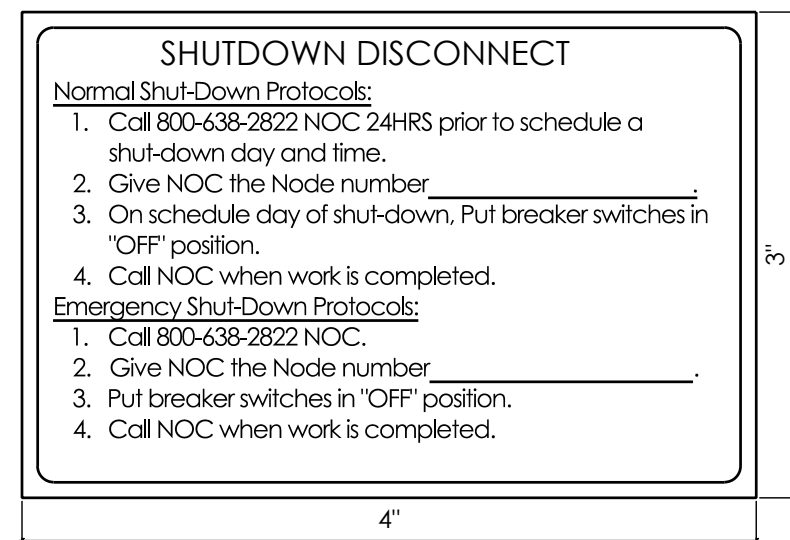 SHUTDOWN DISCONNECT
Normal Shut-Down Protocols:
1. Call 800-638-2822 NOC 24HRS prior to schedule a
shut-down day and time.
2. Give NOC the Node number____________________.
3. On schedule day of shut-down, Put breaker switches in
"OFF" position.
4. Call NOC when work is completed.
Emergency Shut-Down Protocols:
1. Call 800-638-2822 NOC.
2. Give NOC the Node number____________________.
3. Put breaker switches in "OFF" position.
4. Call NOC when work is completed.
3"
4"